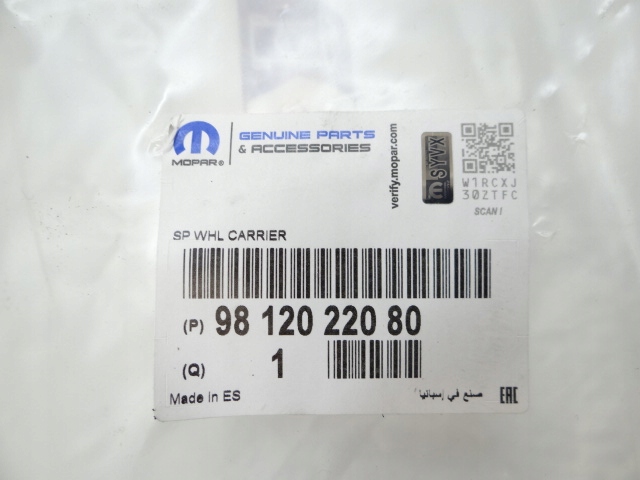 MOPAR®
GENUINE PARTS
& ACCESSORIES
verify.mopar.com
SYVX
W1RCXJ
30ZTFC
SCAN!
SP WHL CARRIER
(P) 98 120 220 80
(Q) 1
Made in ES
صنع في إسبانيا
EAC